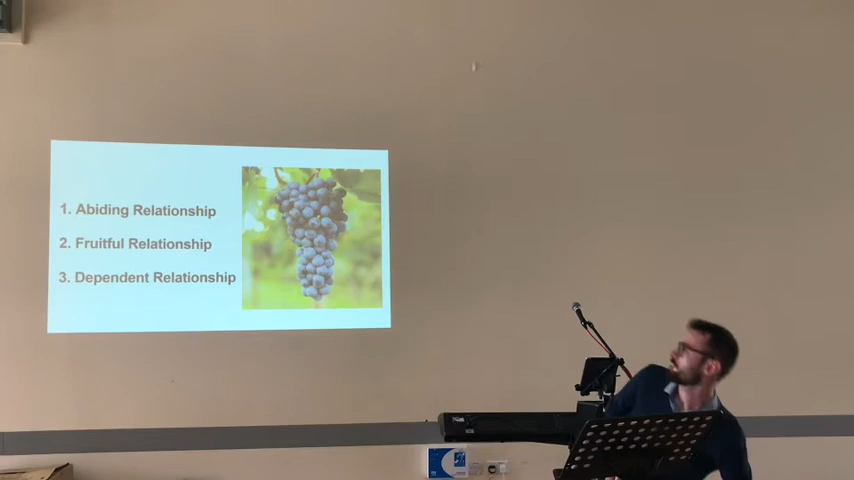 1. Abiding Relationship
2. Fruitful Relationship
3. Dependent Relationship